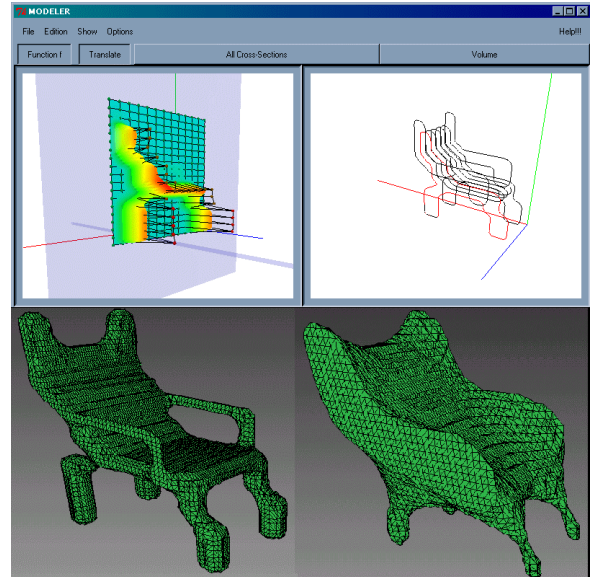 MODELER
File Edition Show Options Help!!!
Function f Translate All Cross-Sections Volume